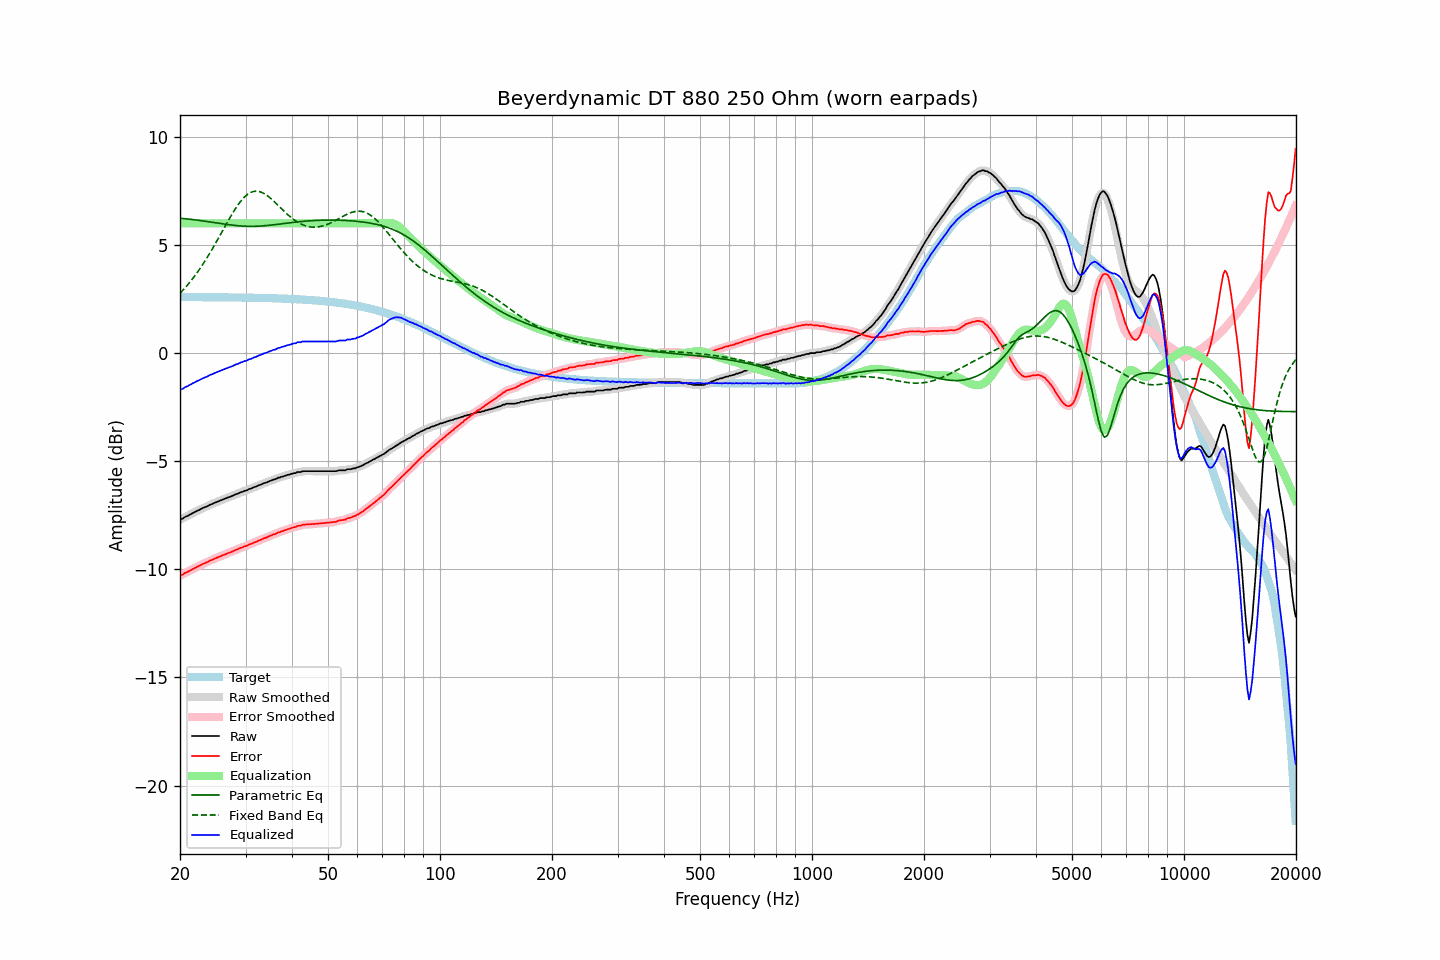 Beyerdynamic DT 880 250 Ohm (worn earpads)
10
5
0
−5
−10
−15
−20
Amplitude (dBr)
Target
Raw Smoothed
Error Smoothed
Raw
Error
Equalization
Parametric Eq
Fixed Band Eq
Equalized
20 50 100 200 500 1000 2000 5000 10000 20000
Frequency (Hz)